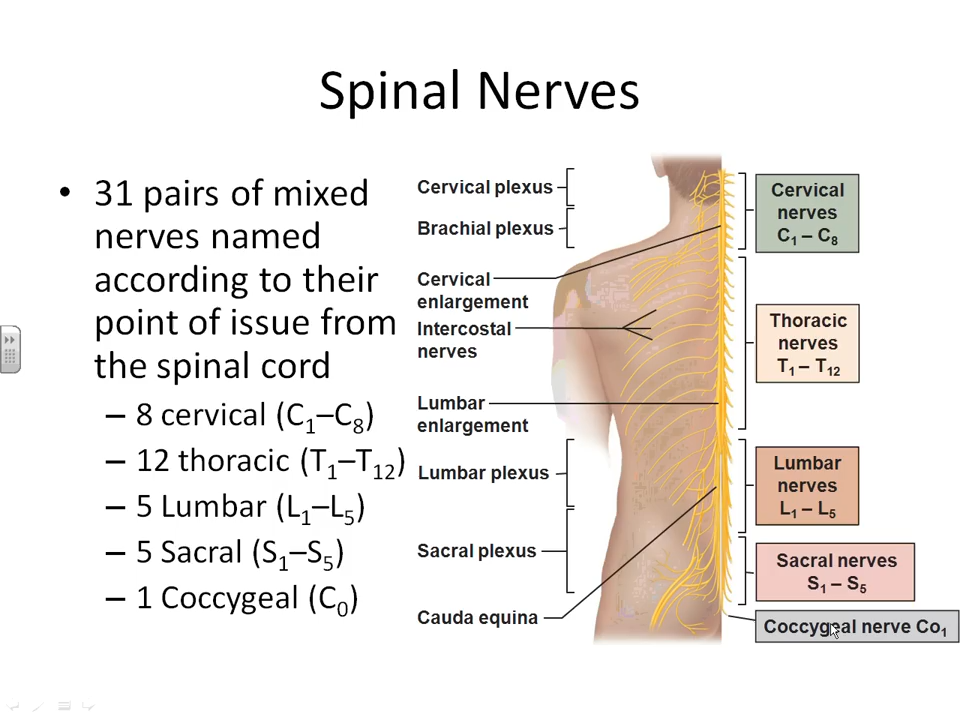 Spinal Nerves
• 31 pairs of mixed
nerves named
according to their
point of issue from
the spinal cord
– 8 cervical (C₁–C₈)
– 12 thoracic (T₁–T₁₂)
– 5 Lumbar (L₁–L₅)
– 5 Sacral (S₁–S₅)
– 1 Coccygeal (C₀)
Cervical plexus
Brachial plexus
Cervical
enlargement
Intercostal
nerves
Lumbar
enlargement
Lumbar plexus
Sacral plexus
Cauda equina
Cervical
nerves
C₁ – C₈
Thoracic
nerves
T₁ – T₁₂
Lumbar
nerves
L₁ – L₅
Sacral nerves
S₁ – S₅
Coccygeal nerve Co₁